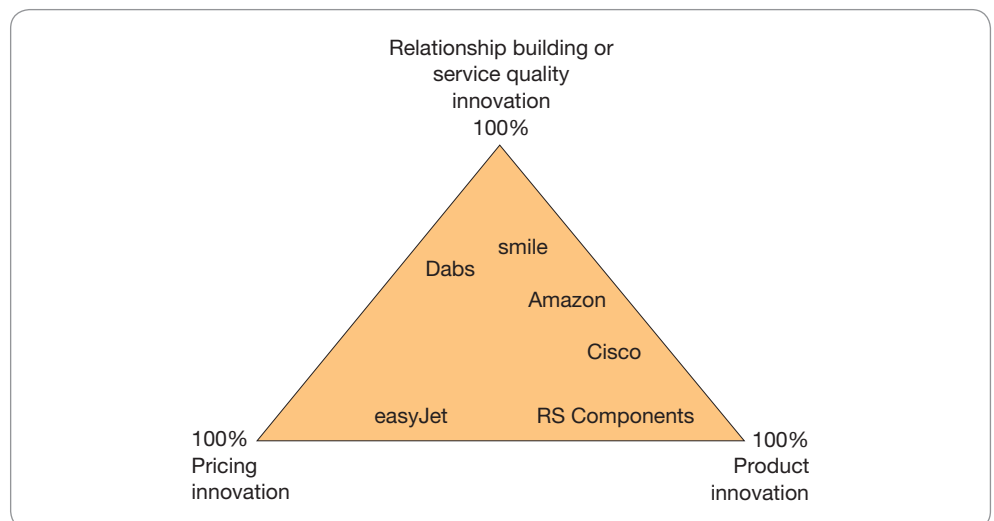 Relationship building or
service quality
innovation
100%
smile
Dabs
Amazon
Cisco
easyJet
RS Components
100%
Pricing
innovation
100%
Product
innovation